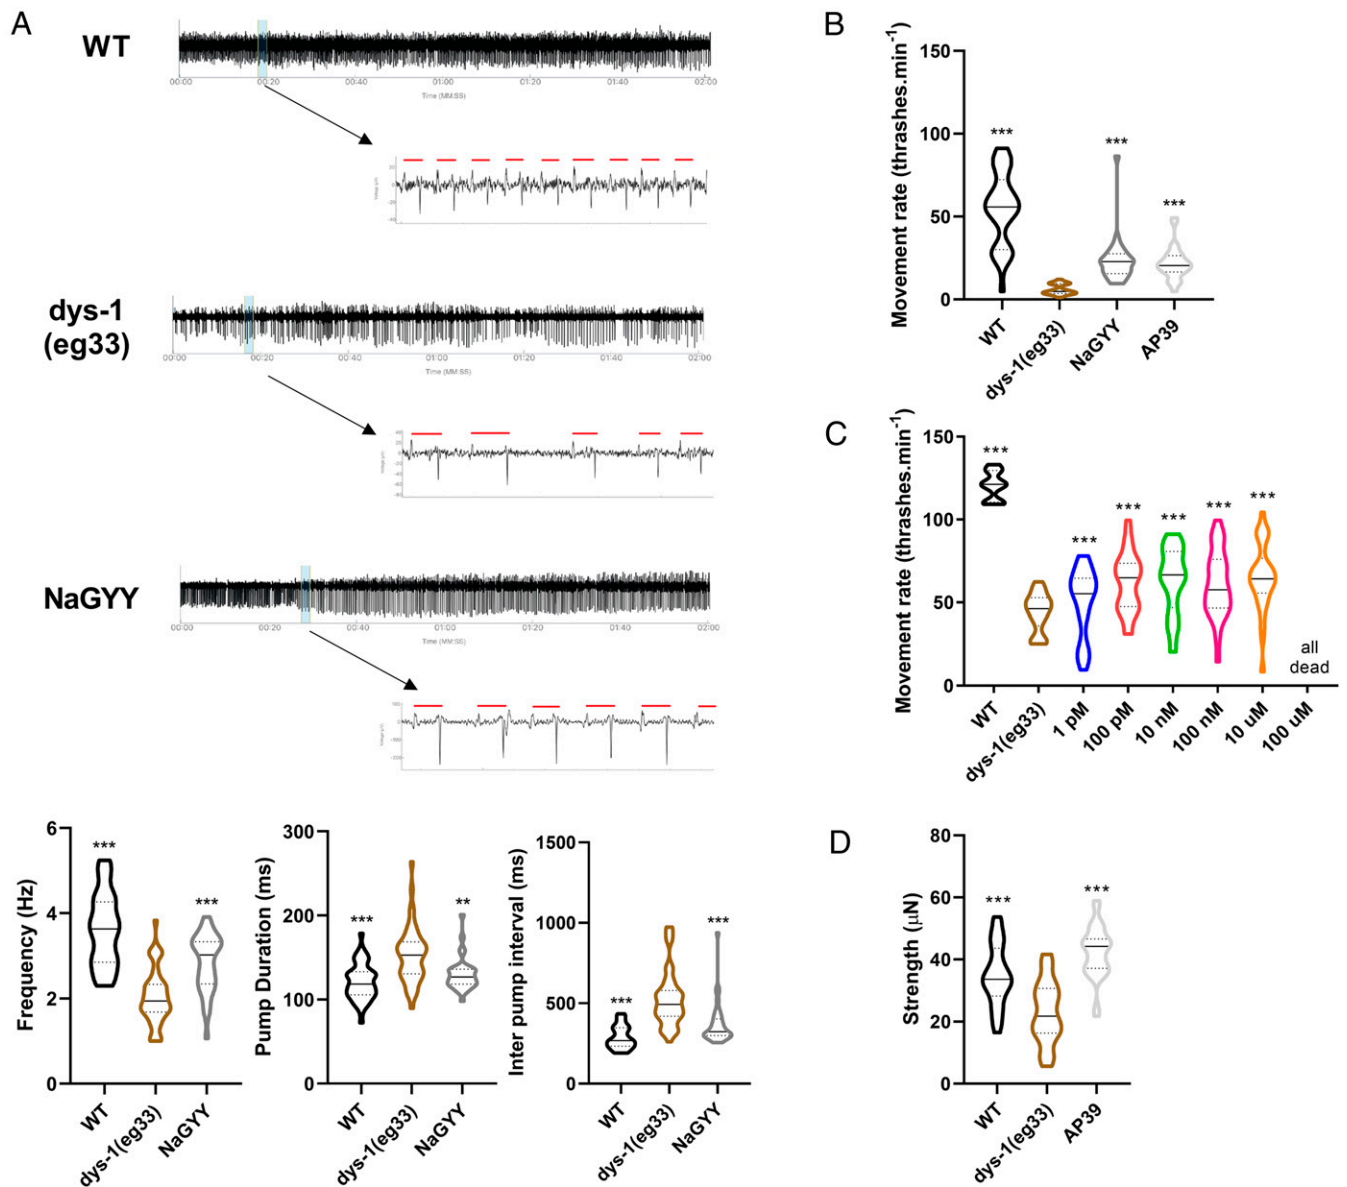 A
WT
00:00 00:20 00:40 01:00 01:20 01:40 02:00
Time (MM:SS)
dys-1
(eg33)
00:00 00:20 00:40 01:00 01:20 01:40 02:00
Time (MM:SS)
NaGYY
00:00 00:20 00:40 01:00 01:20 01:40 02:00
Time (MM:SS)
Frequency (Hz)
6
4
2
0
***
***
WT
dys-1(eg33)
NaGYY
Pump Duration (ms)
300
200
100
0
***
**
WT
dys-1(eg33)
NaGYY
Inter pump interval (ms)
1500
1000
500
0
***
***
WT
dys-1(eg33)
NaGYY
B
Movement rate (thrashes.min-1)
150
100
50
0
***
***
***
WT
dys-1(eg33)
NaGYY
AP39
C
Movement rate (thrashes.min-1)
150
100
50
0
***
***
***
***
***
***
all
dead
WT
dys-1(eg33)
1 pM
100 pM
10 nM
100 nM
10 uM
100 uM
D
Strength (μN)
80
60
40
20
0
***
***
WT
dys-1(eg33)
AP39